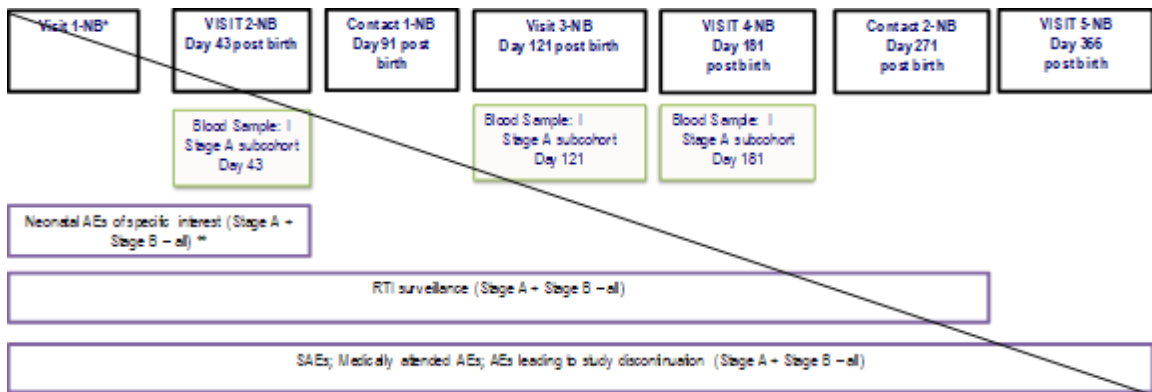 Visit 1-NB*
VISIT 2-NB
Day 43 post birth
Contact 1-NB
Day 91 post
birth
Visit 3-NB
Day 121 post birth
VISIT 4-NB
Day 181
post birth
Contact 2-NB
Day 271
post birth
VISIT 5-NB
Day 366
post birth
Blood Sample: I
Stage A subcohort
Day 43
Blood Sample: I
Stage A subcohort
Day 121
Blood Sample: I
Stage A subcohort
Day 181
Neonatal AEs of specific interest (Stage A +
Stage B – all) **
RTI surveillance (Stage A + Stage B – all)
SAEs; Medically attended AEs; AEs leading to study discontinuation (Stage A + Stage B – all)